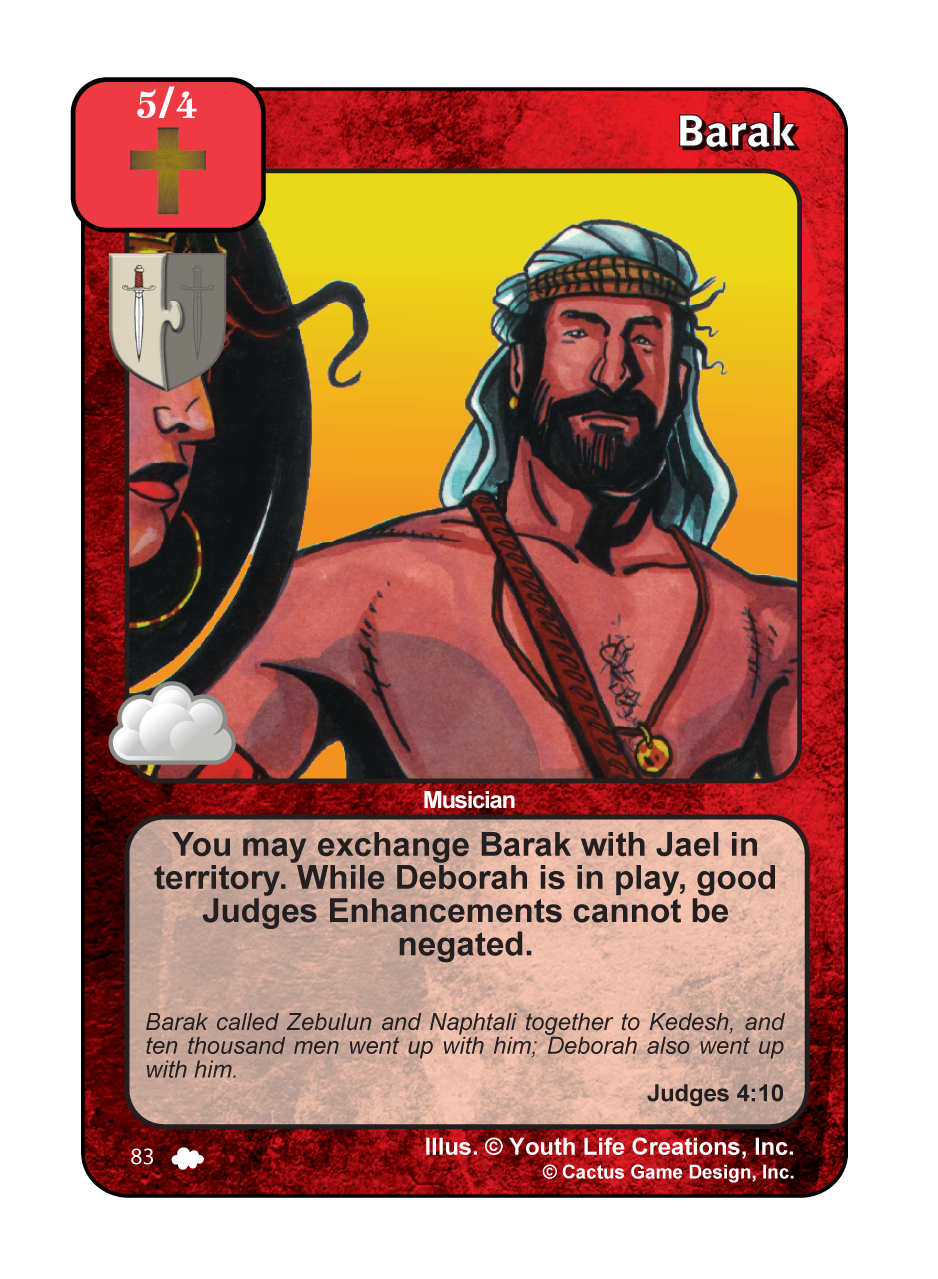 5/4
Barak
Musician
You may exchange Barak with Jael in
territory. While Deborah is in play, good
Judges Enhancements cannot be
negated.
Barak called Zebulun and Naphtali together to Kedesh, and
ten thousand men went up with him; Deborah also went up
with him.
Judges 4:10
83
Illus. © Youth Life Creations, Inc.
© Cactus Game Design, Inc.